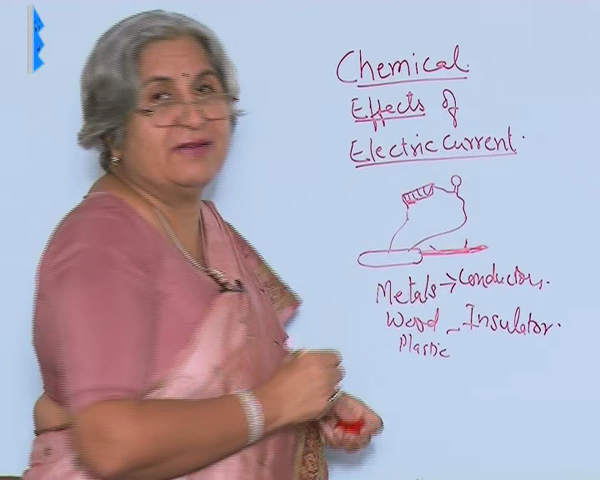 Chemical
Effects of
Electric Current.
Metals → Conductors.
Wood - Insulator.
Plastic